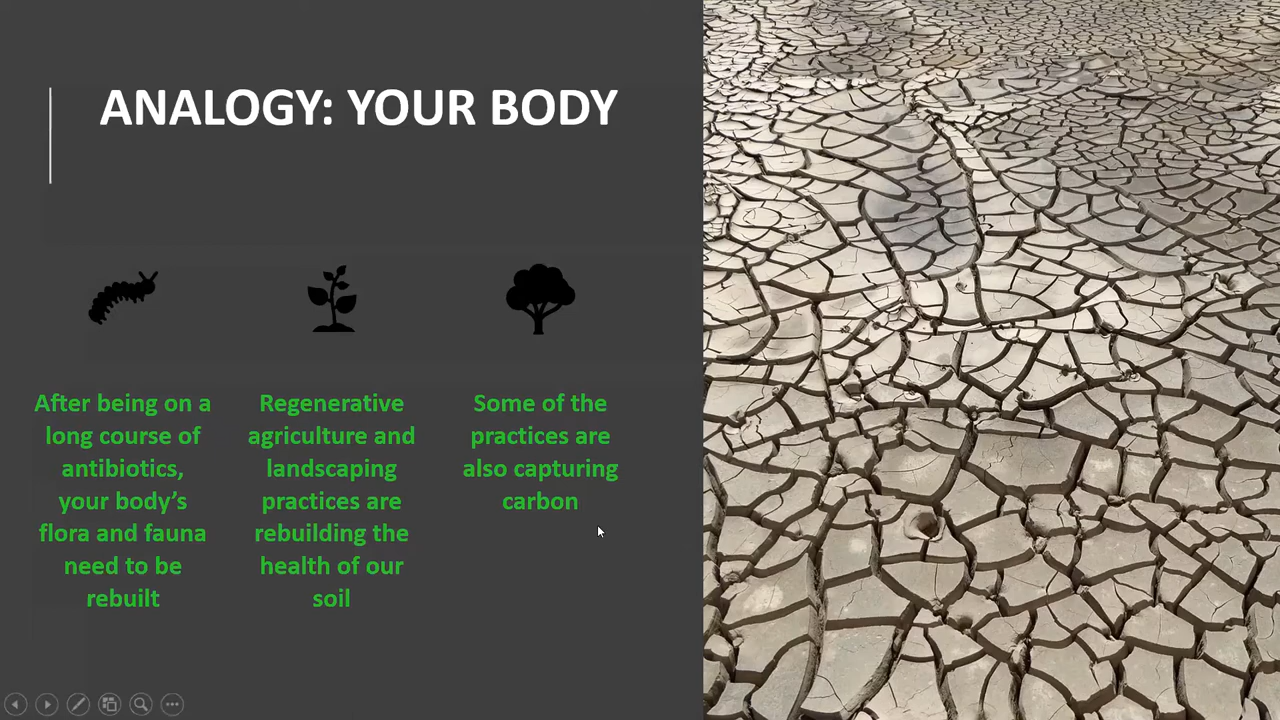 ANALOGY: YOUR BODY
After being on a
long course of
antibiotics,
your body’s
flora and fauna
need to be
rebuilt
Regenerative
agriculture and
landscaping
practices are
rebuilding the
health of our
soil
Some of the
practices are
also capturing
carbon